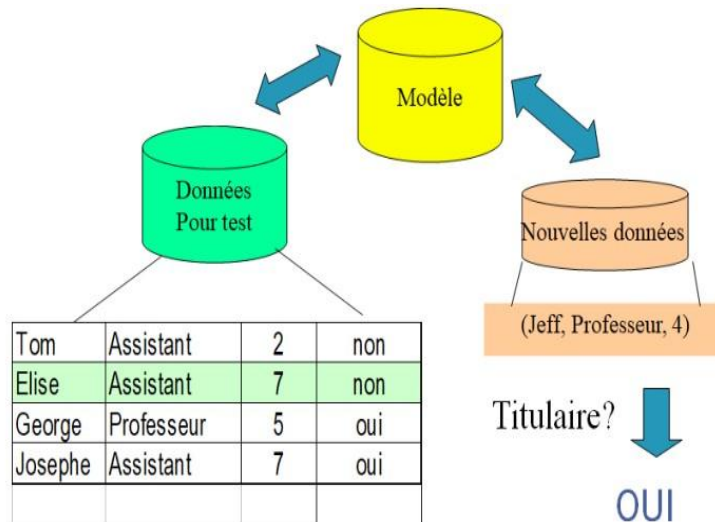 Modèle
Données
Pour test
Nouvelles données
(Jeff, Professeur, 4)
Tom Assistant 2 non
Elise Assistant 7 non
George Professeur 5 oui
Josephe Assistant 7 oui
Titulaire?
OUI